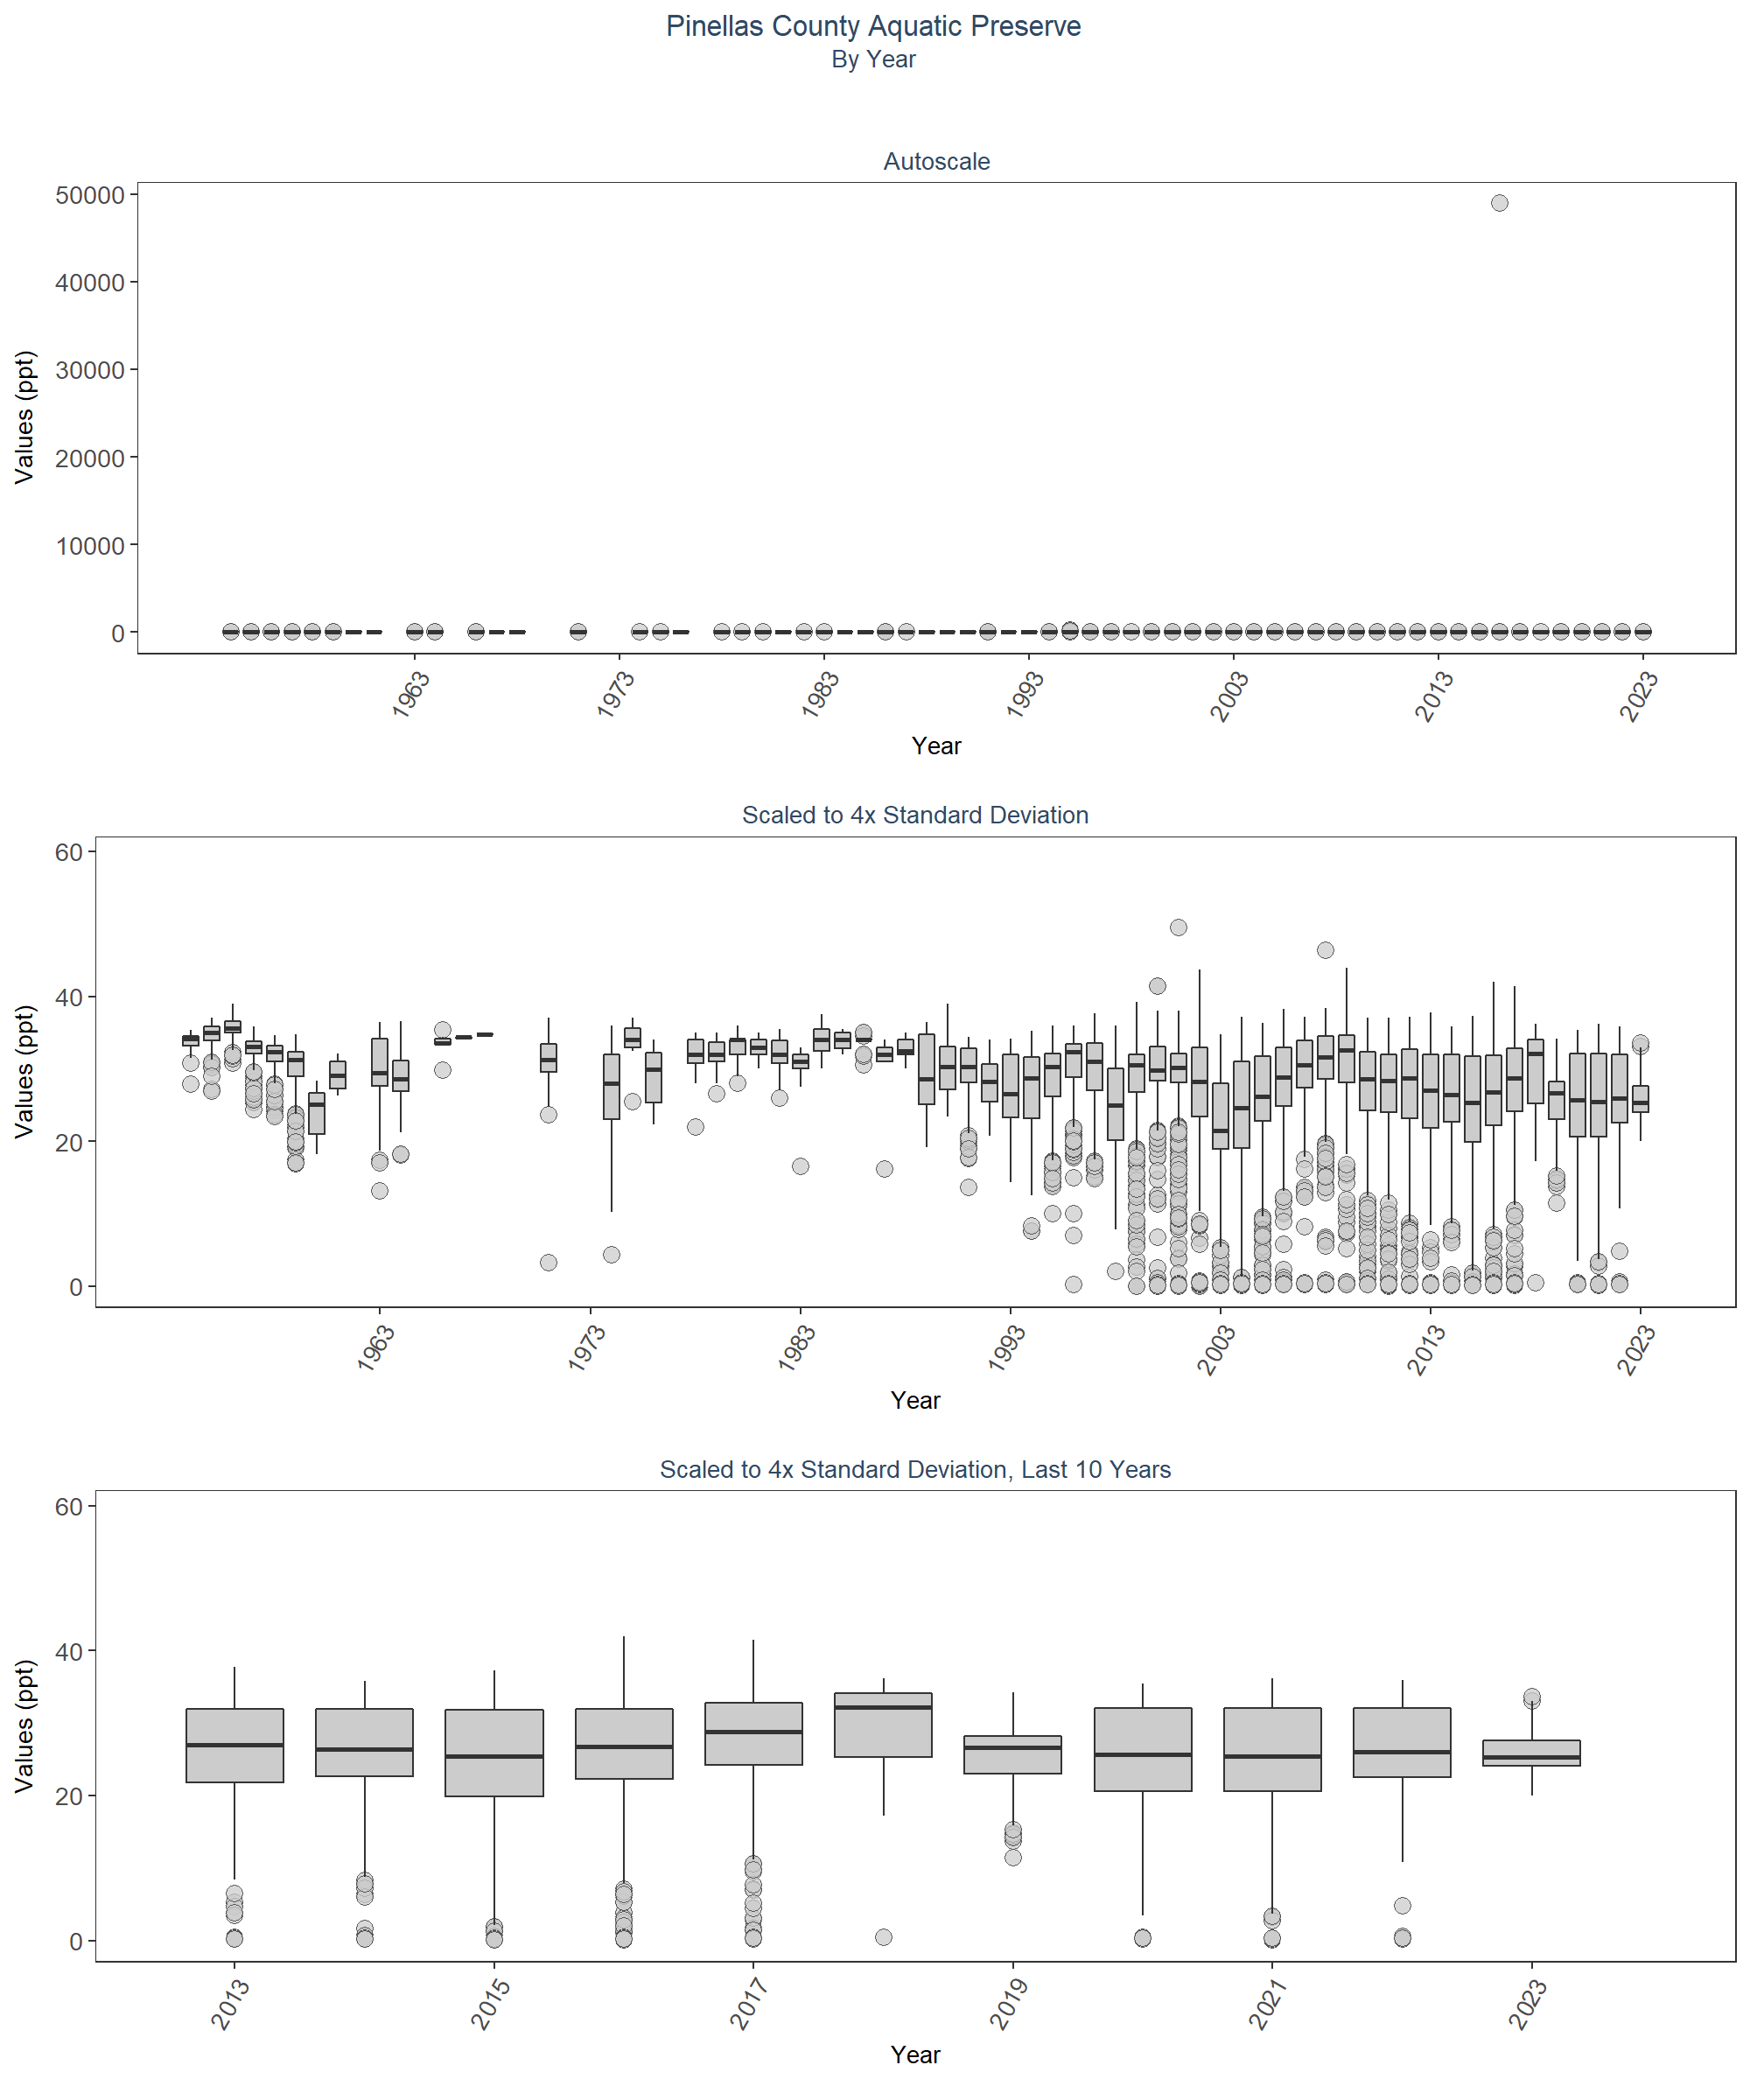 Pinellas County Aquatic Preserve
By Year
Autoscale
50000
40000
30000
20000
10000
0
Values (ppt)
1963 1973 1983 1993 2003 2013 2023
Year
Scaled to 4x Standard Deviation
60
40
20
0
Values (ppt)
1963 1973 1983 1993 2003 2013 2023
Year
Scaled to 4x Standard Deviation, Last 10 Years
60
40
20
0
Values (ppt)
2013 2015 2017 2019 2021 2023
Year